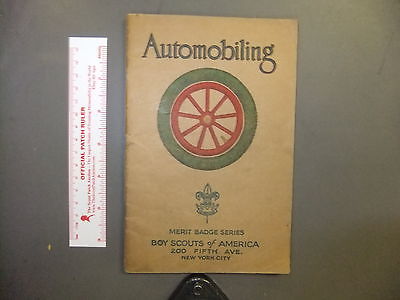 Automobiling
MERIT BADGE SERIES
BOY SCOUTS of AMERICA
200 FIFTH AVE.
NEW YORK CITY
OFFICIAL PATCH RULER